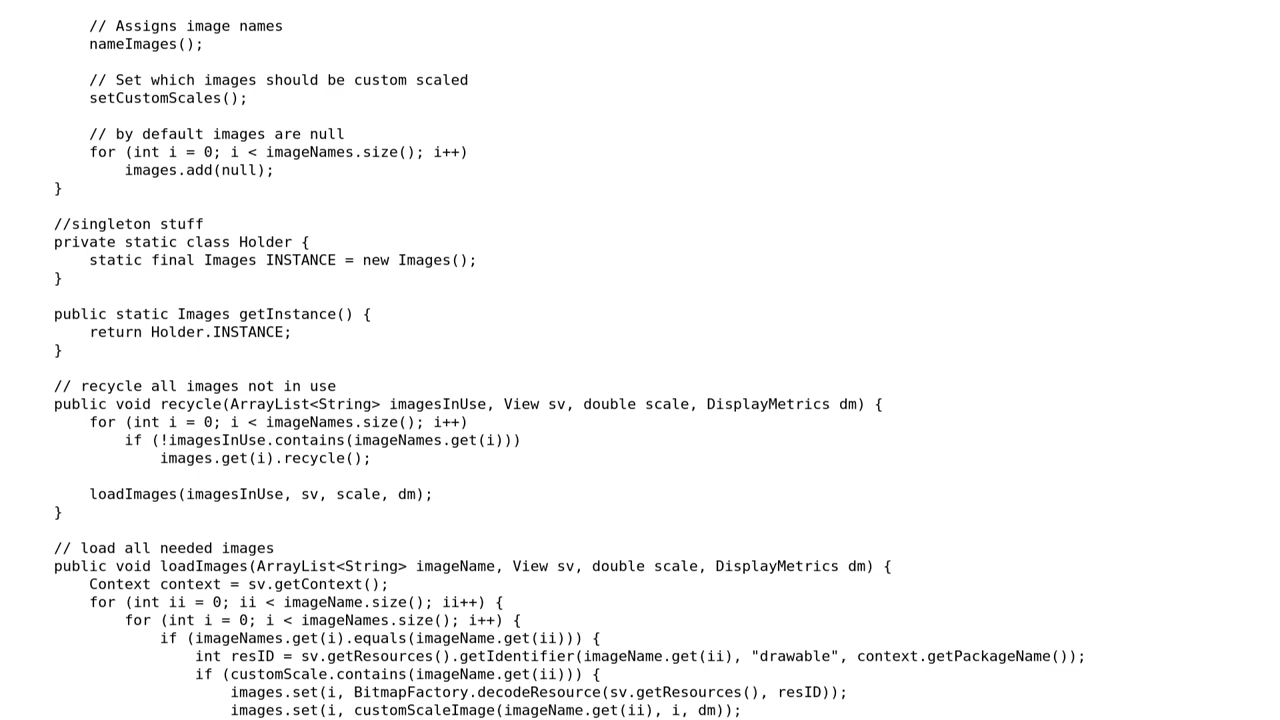 // Assigns image names
        nameImages();

        // Set which images should be custom scaled
        setCustomScales();

        // by default images are null
        for (int i = 0; i < imageNames.size(); i++)
            images.add(null);
    }

    //singleton stuff
    private static class Holder {
        static final Images INSTANCE = new Images();
    }

    public static Images getInstance() {
        return Holder.INSTANCE;
    }

    // recycle all images not in use
    public void recycle(ArrayList<String> imagesInUse, View sv, double scale, DisplayMetrics dm) {
        for (int i = 0; i < imageNames.size(); i++)
            if (!imagesInUse.contains(imageNames.get(i)))
                images.get(i).recycle();

        loadImages(imagesInUse, sv, scale, dm);
    }

    // load all needed images
    public void loadImages(ArrayList<String> imageName, View sv, double scale, DisplayMetrics dm) {
        Context context = sv.getContext();
        for (int ii = 0; ii < imageName.size(); ii++) {
            for (int i = 0; i < imageNames.size(); i++) {
                if (imageNames.get(i).equals(imageName.get(ii))) {
                    int resID = sv.getResources().getIdentifier(imageName.get(ii), "drawable", context.getPackageName());
                    if (customScale.contains(imageName.get(ii))) {
                        images.set(i, BitmapFactory.decodeResource(sv.getResources(), resID));
                        images.set(i, customScaleImage(imageName.get(ii), i, dm));